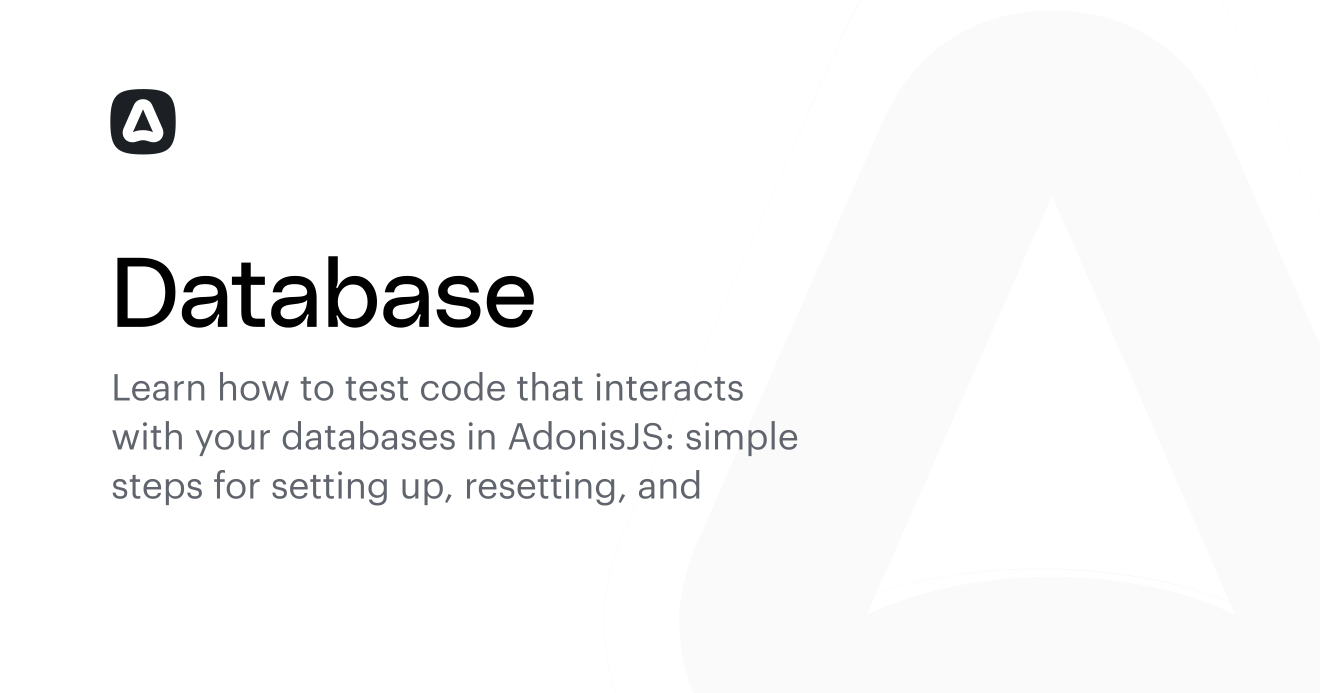 Database
Learn how to test code that interacts
with your databases in AdonisJS: simple
steps for setting up, resetting, and